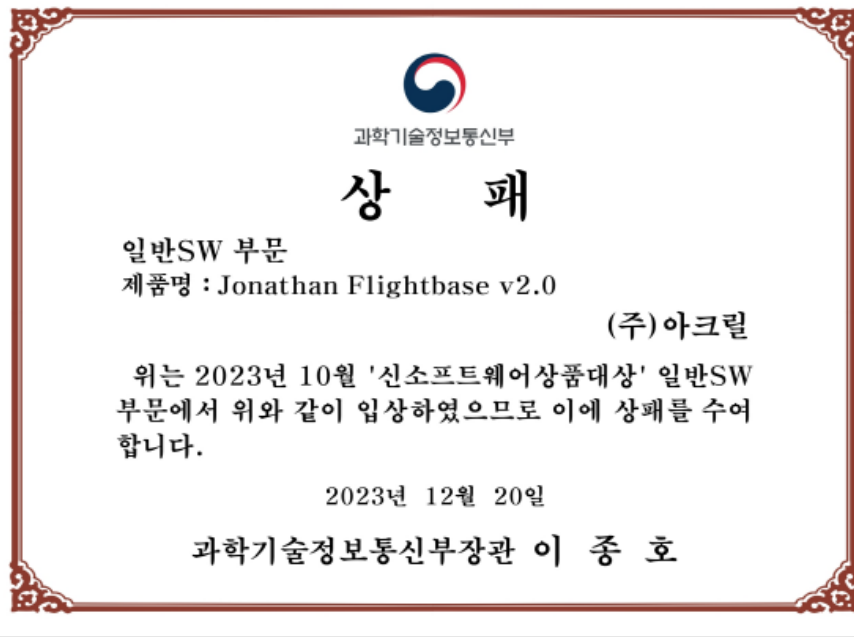 과학기술정보통신부
상 패
일반SW 부문
제품명 : Jonathan Flightbase v2.0
(주)아크릴
위는 2023년 10월 '신소프트웨어상품대상' 일반SW
부문에서 위와 같이 입상하였으므로 이에 상패를 수여
합니다.
2023년 12월 20일
과학기술정보통신부장관 이 종 호